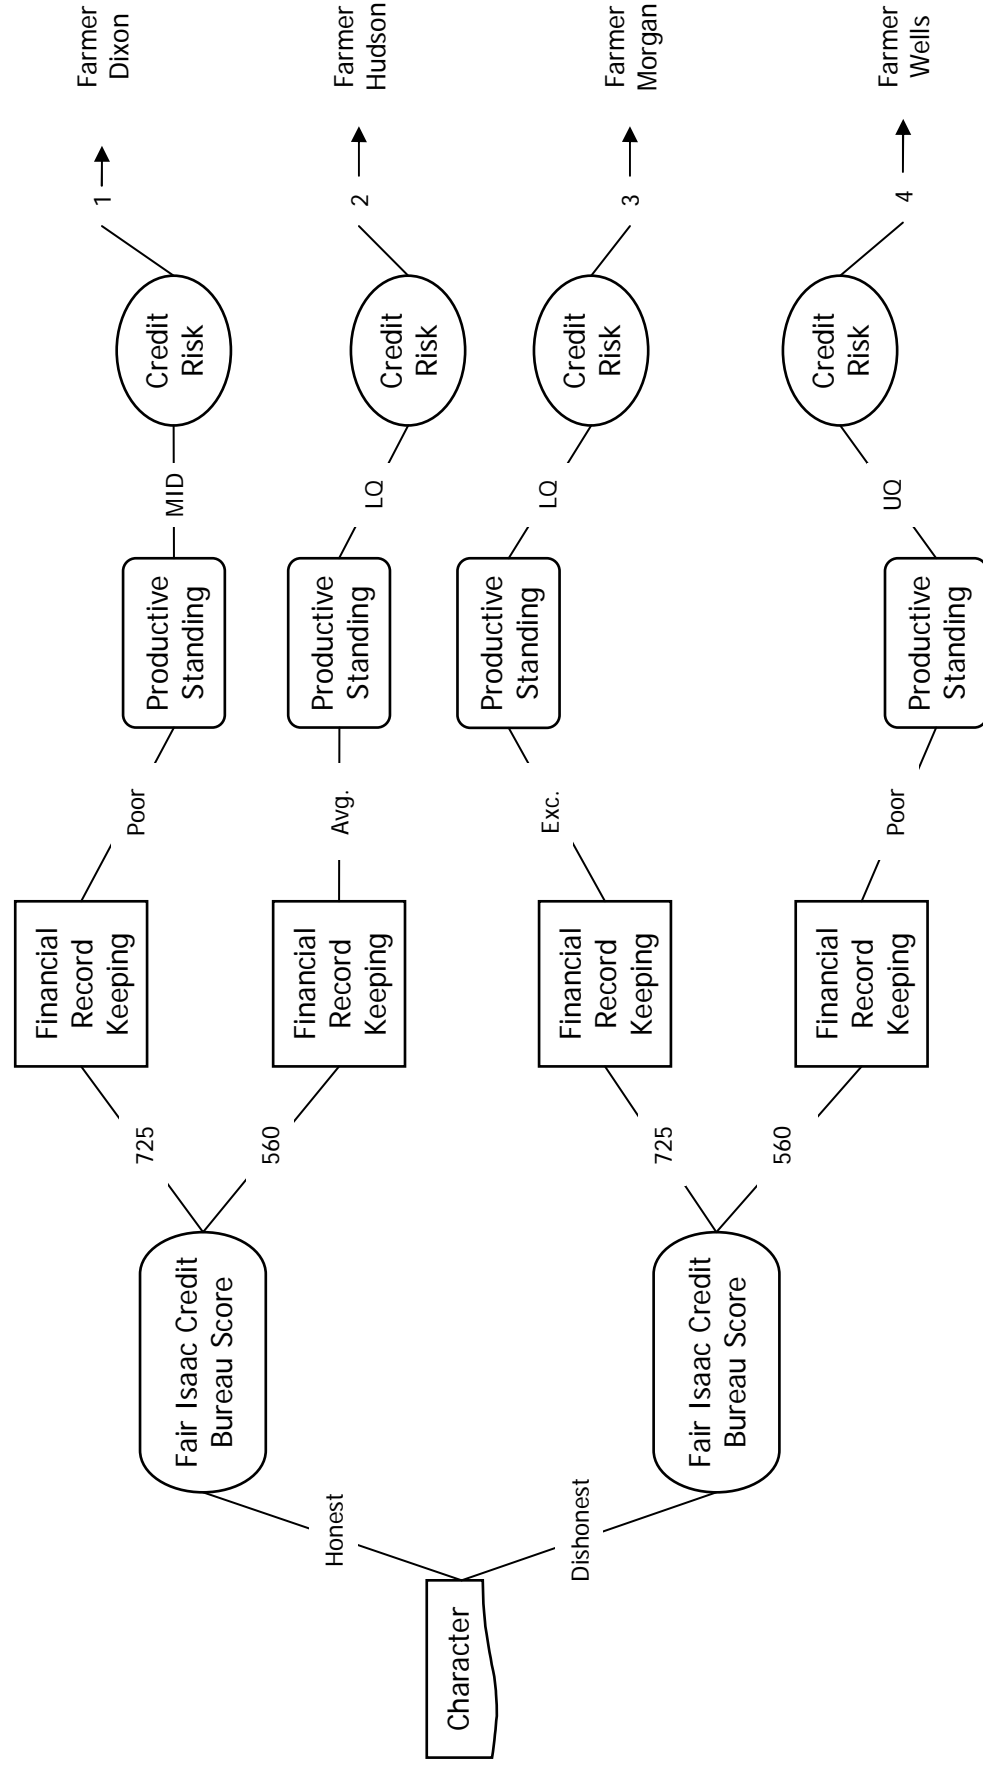 Character
Honest
Dishonest
Fair Isaac Credit
Bureau Score
Fair Isaac Credit
Bureau Score
725
560
725
560
Financial
Record
Keeping
Financial
Record
Keeping
Financial
Record
Keeping
Financial
Record
Keeping
Poor
Avg.
Exc.
Poor
Productive
Standing
Productive
Standing
Productive
Standing
Productive
Standing
MID
LQ
LQ
UQ
Credit
Risk
Credit
Risk
Credit
Risk
Credit
Risk
1
2
3
4
Farmer
Dixon
Farmer
Hudson
Farmer
Morgan
Farmer
Wells